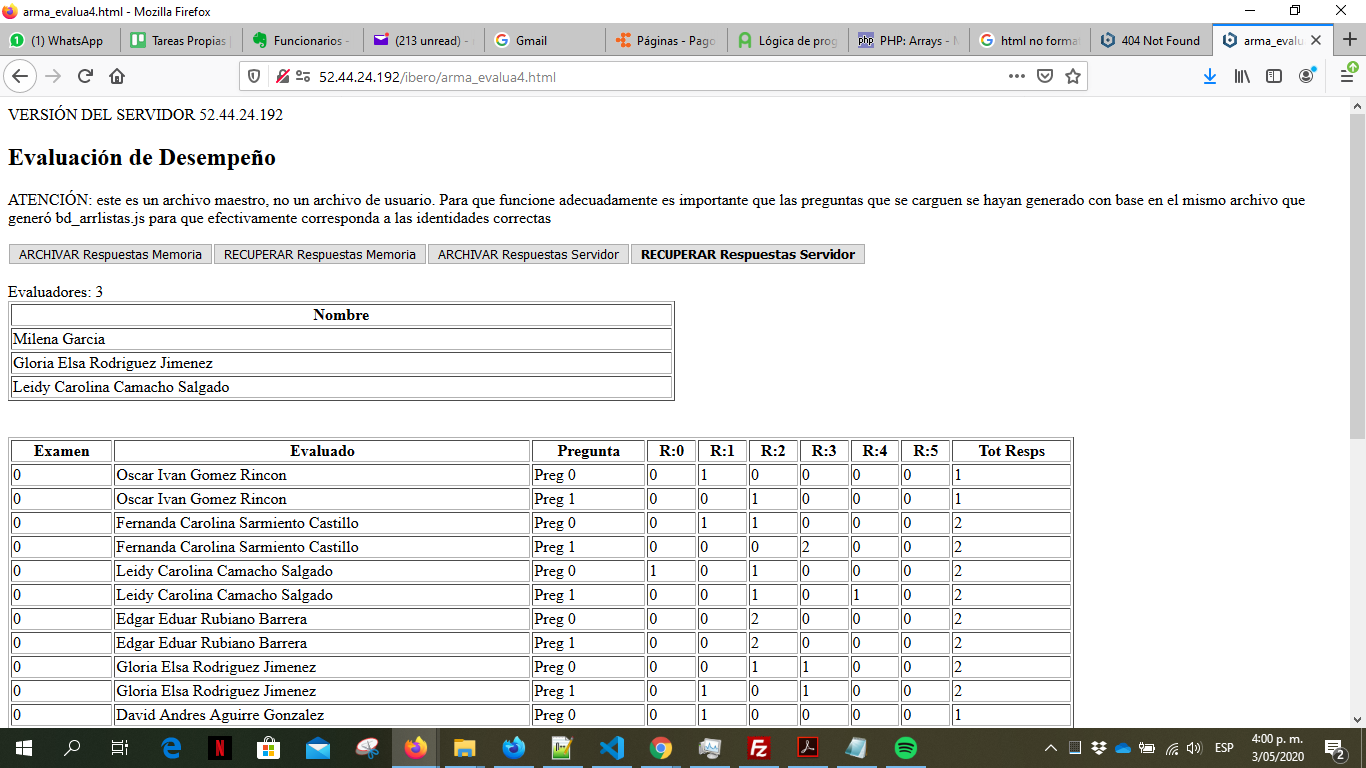 arma_evalua4.html - Mozilla Firefox
(1) WhatsApp
Tareas Propias
Funcionarios -
(213 unread) -
Gmail
Páginas - Pago
Lógica de prog
PHP: Arrays - M
html no format
404 Not Found
arma_evalua
52.44.24.192/ibero/arma_evalua4.html
VERSIÓN DEL SERVIDOR 52.44.24.192
Evaluación de Desempeño
ATENCIÓN: este es un archivo maestro, no un archivo de usuario. Para que funcione adecuadamente es importante que las preguntas que se carguen se hayan generado con base en el mismo archivo que
generó bd_arrlistas.js para que efectivamente corresponda a las identidades correctas
ARCHIVAR Respuestas Memoria RECUPERAR Respuestas Memoria ARCHIVAR Respuestas Servidor RECUPERAR Respuestas Servidor
Evaluadores: 3
Nombre
Milena Garcia
Gloria Elsa Rodriguez Jimenez
Leidy Carolina Camacho Salgado
Examen Evaluado Pregunta R:0 R:1 R:2 R:3 R:4 R:5 Tot Resps
0 Oscar Ivan Gomez Rincon Preg 0 0 1 0 0 0 0 1
0 Oscar Ivan Gomez Rincon Preg 1 0 0 1 0 0 0 1
0 Fernanda Carolina Sarmiento Castillo Preg 0 0 1 1 0 0 0 2
0 Fernanda Carolina Sarmiento Castillo Preg 1 0 0 0 2 0 0 2
0 Leidy Carolina Camacho Salgado Preg 0 1 0 1 0 0 0 2
0 Leidy Carolina Camacho Salgado Preg 1 0 0 1 0 1 0 2
0 Edgar Eduar Rubiano Barrera Preg 0 0 0 2 0 0 0 2
0 Edgar Eduar Rubiano Barrera Preg 1 0 0 2 0 0 0 2
0 Gloria Elsa Rodriguez Jimenez Preg 0 0 0 1 1 0 0 2
0 Gloria Elsa Rodriguez Jimenez Preg 1 0 1 0 1 0 0 2
0 David Andres Aguirre Gonzalez Preg 0 0 1 0 0 0 0 1
ESP
4:00 p. m.
3/05/2020
2